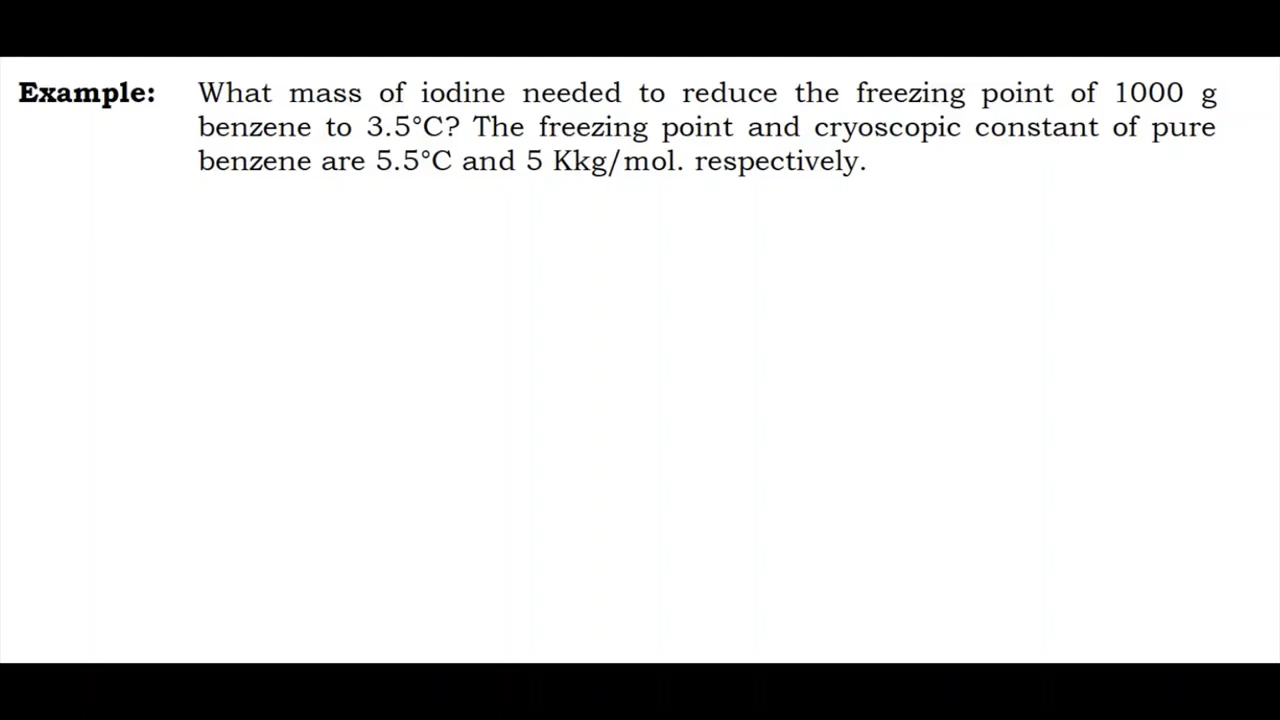 Example: What mass of iodine needed to reduce the freezing point of 1000 g
benzene to 3.5°C? The freezing point and cryoscopic constant of pure
benzene are 5.5°C and 5 Kkg/mol. respectively.